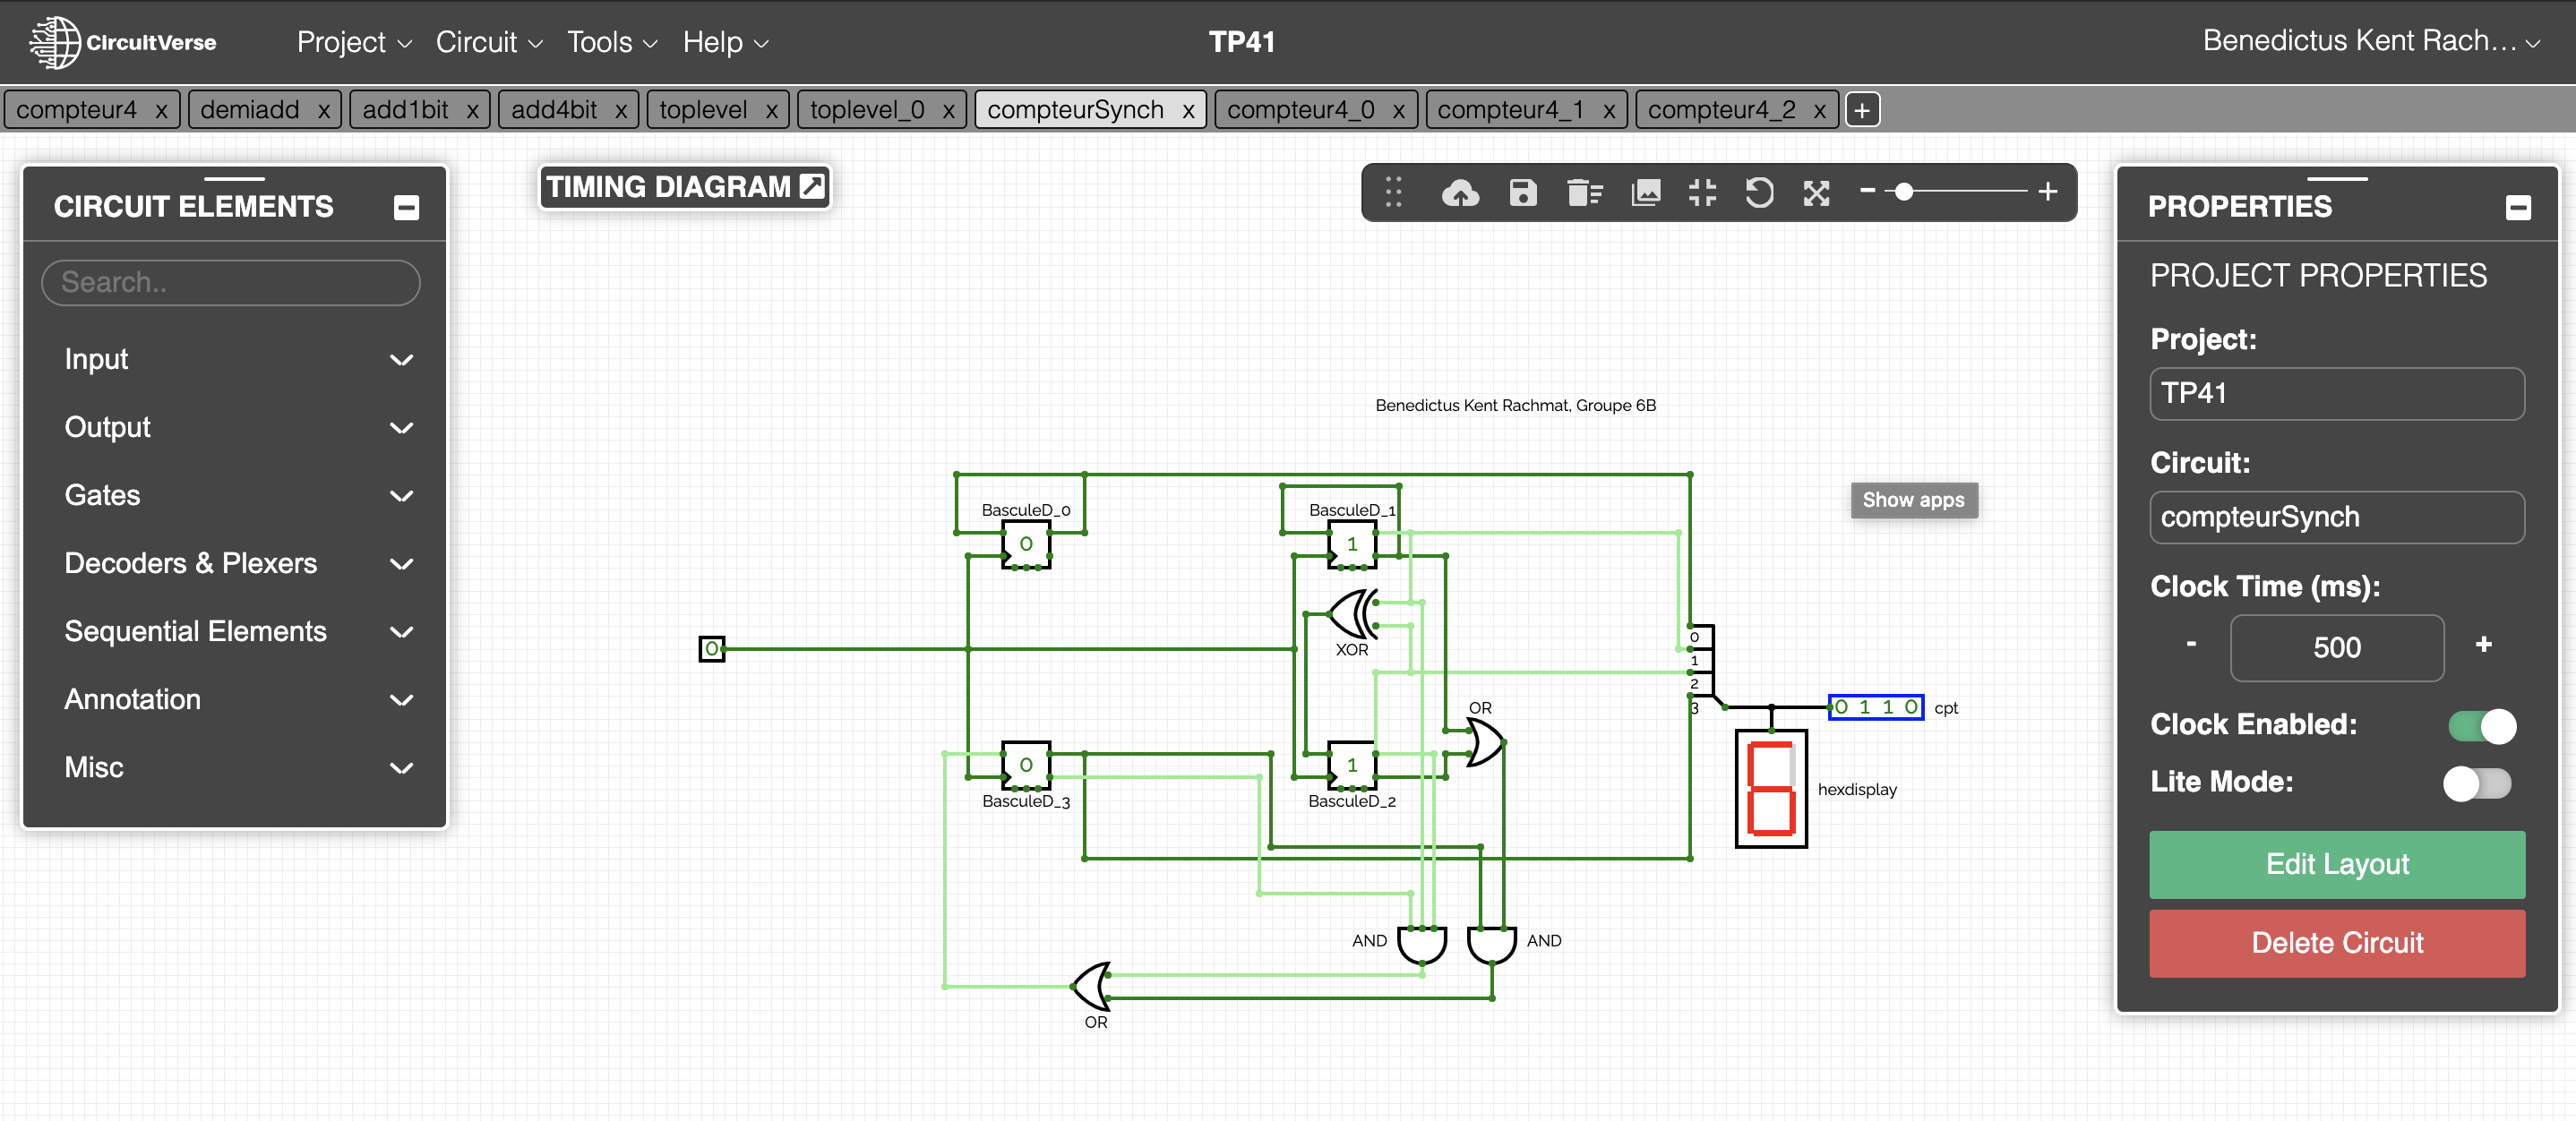 CircuitVerse Project Circuit Tools Help TP41 Benedictus Kent Rach...
compteur4 x demiadd x add1bit x add4bit x toplevel x toplevel_0 x compteurSynch x compteur4_0 x compteur4_1 x compteur4_2 x +
CIRCUIT ELEMENTS
Search..
Input
Output
Gates
Decoders & Plexers
Sequential Elements
Annotation
Misc
TIMING DIAGRAM
Benedictus Kent Rachmat, Groupe 6B
Show apps
BasculeD_0
0
BasculeD_1
1
XOR
0
0
1
2
3
OR
0 1 1 0 cpt
6
hexdisplay
0
BasculeD_3
1
BasculeD_2
AND
AND
OR
PROPERTIES
PROJECT PROPERTIES
Project:
TP41
Circuit:
compteurSynch
Clock Time (ms):
- 500 +
Clock Enabled:
Lite Mode:
Edit Layout
Delete Circuit